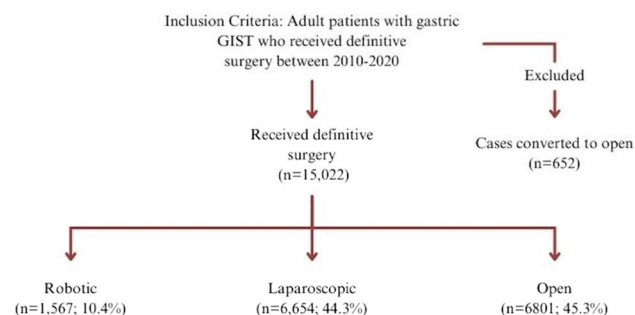 Inclusion Criteria: Adult patients with gastric
GIST who received definitive
surgery between 2010-2020
Excluded
Received definitive
surgery
(n=15,022)
Cases converted to open
(n=652)
Robotic
(n=1,567; 10.4%)
Laparoscopic
(n=6,654; 44.3%)
Open
(n=6801; 45.3%)